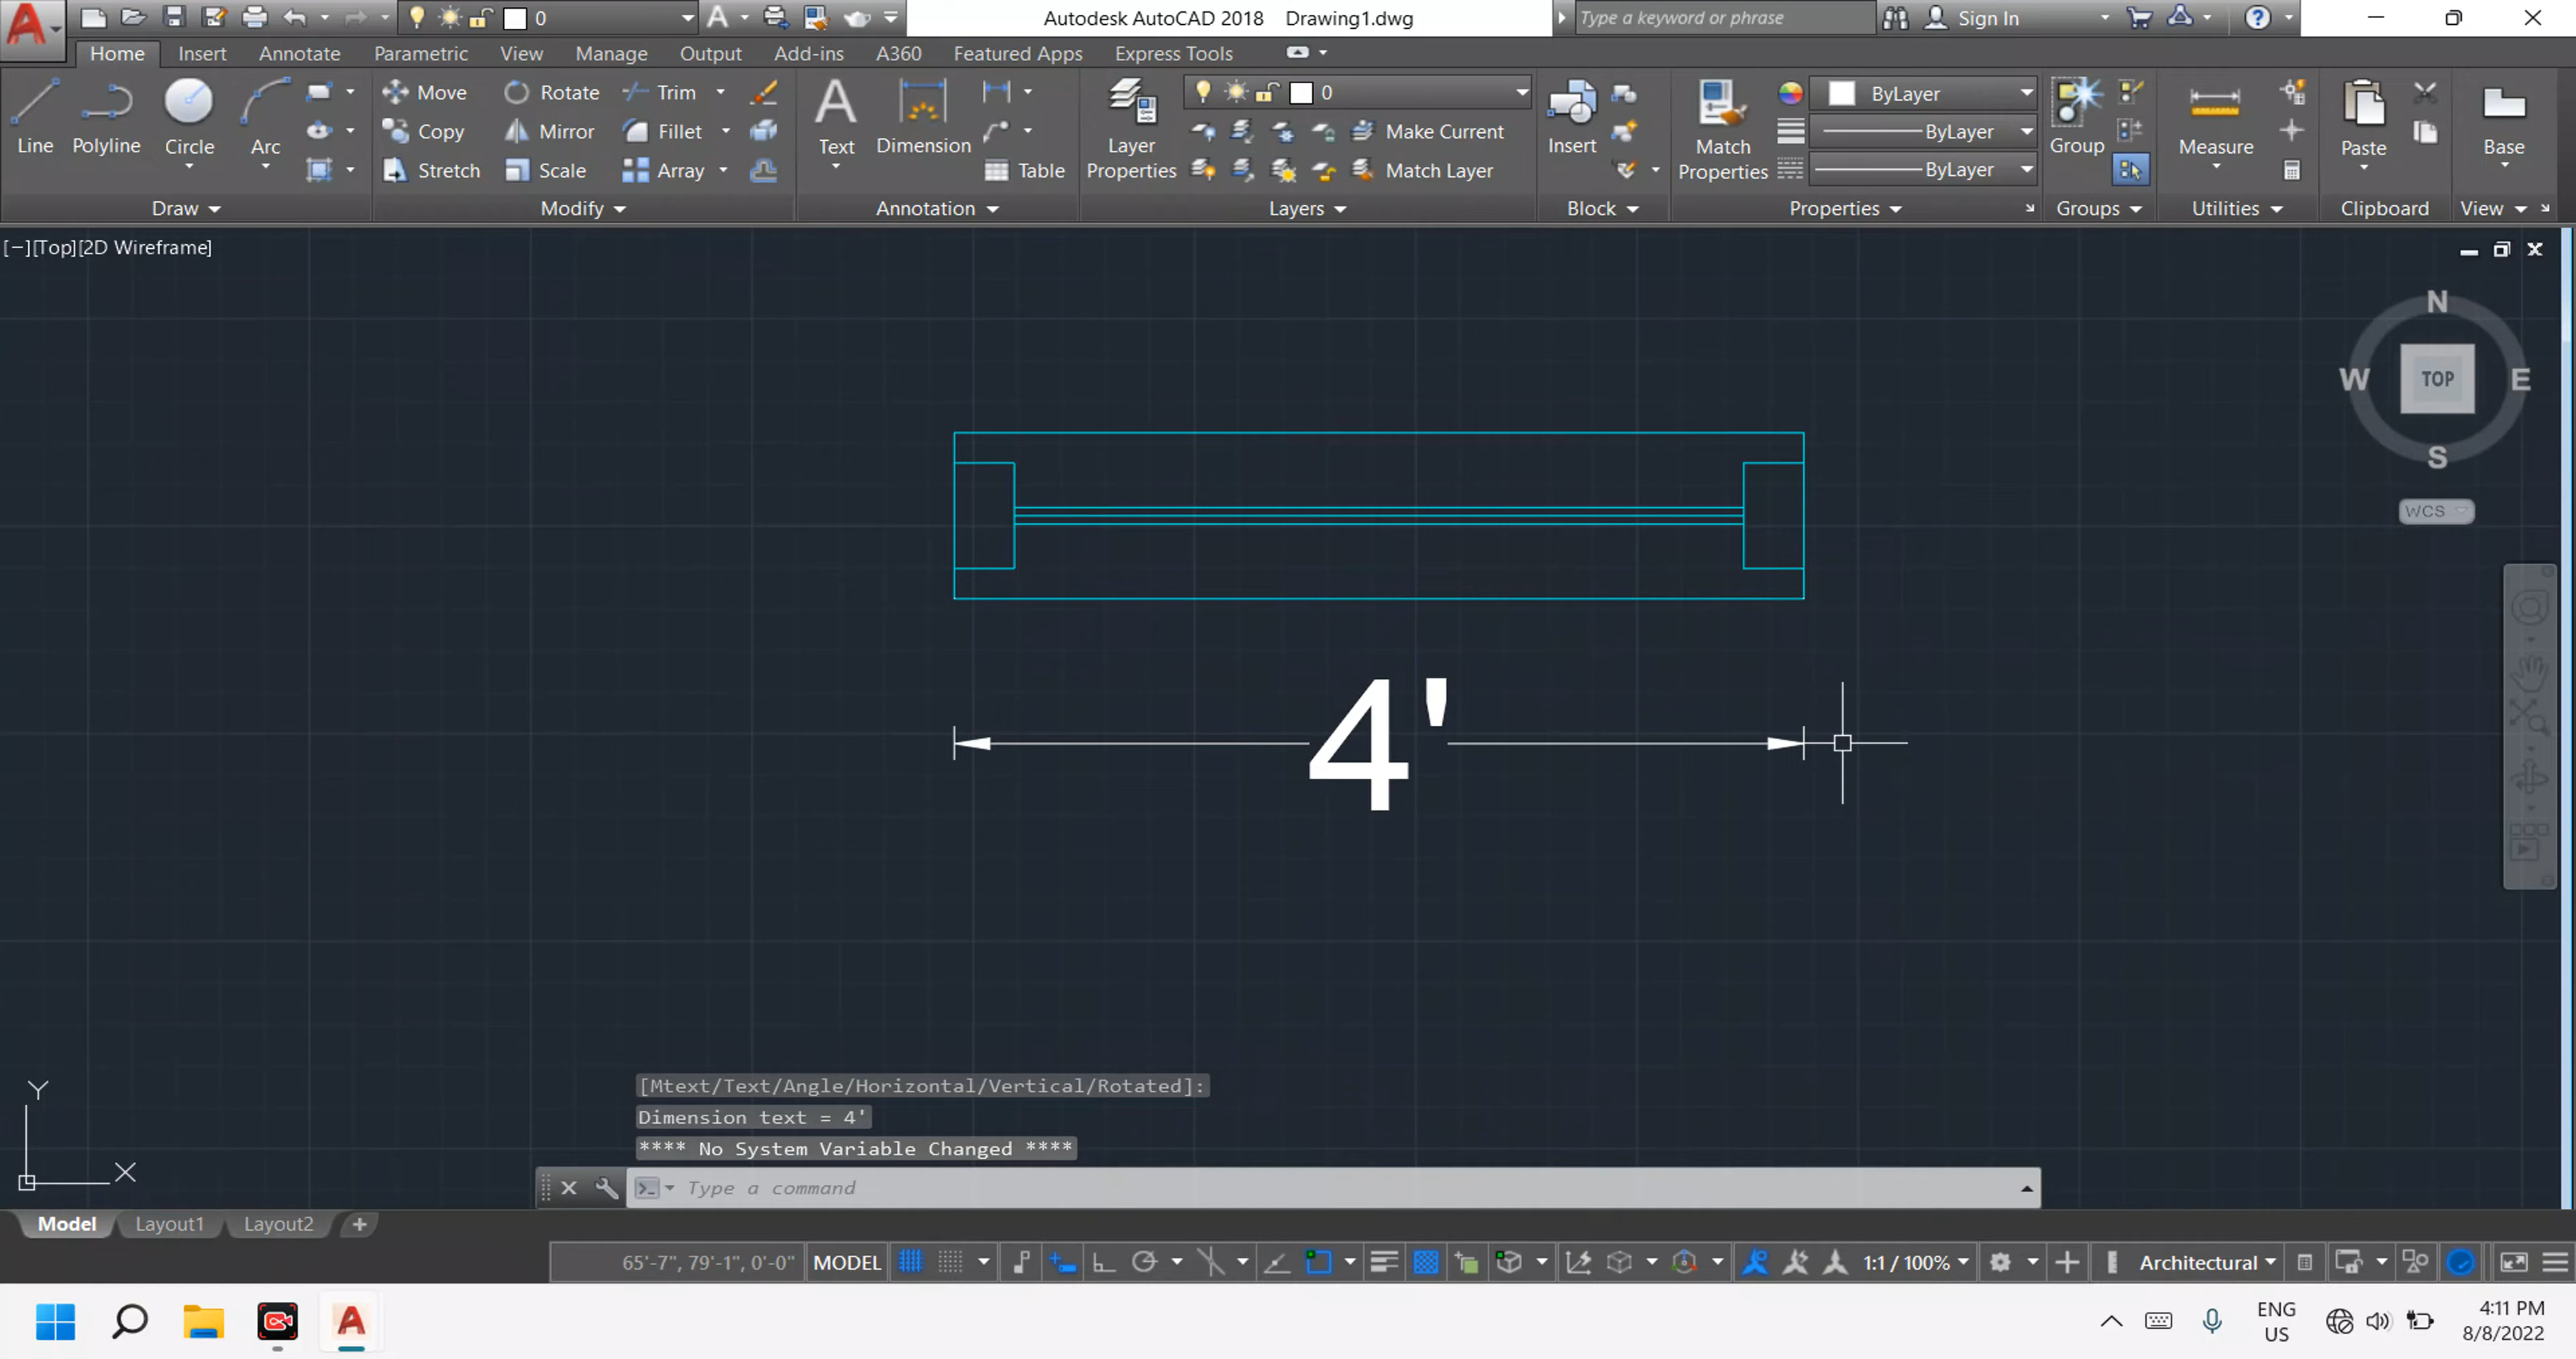 0
Autodesk AutoCAD 2018 Drawing1.dwg
Type a keyword or phrase
Sign In
Home Insert Annotate Parametric View Manage Output Add-ins A360 Featured Apps Express Tools
Line Polyline Circle Arc
Draw
Move Rotate Trim
Copy Mirror Fillet
Stretch Scale Array
Modify
Text Dimension
Table
Annotation
Layer Properties
0
Make Current
Match Layer
Layers
Insert
Block
Match Properties
ByLayer
ByLayer
ByLayer
Properties
Group
Groups
Measure
Utilities
Paste
Clipboard
Base
View
[−][Top][2D Wireframe]
N
W TOP E
S
WCS
4'
Y
X
[Mtext/Text/Angle/Horizontal/Vertical/Rotated]:
Dimension text = 4'
**** No System Variable Changed ****
Type a command
Model Layout1 Layout2 +
65'-7", 79'-1", 0'-0" MODEL 1:1 / 100% Architectural
ENG
US
4:11 PM
8/8/2022